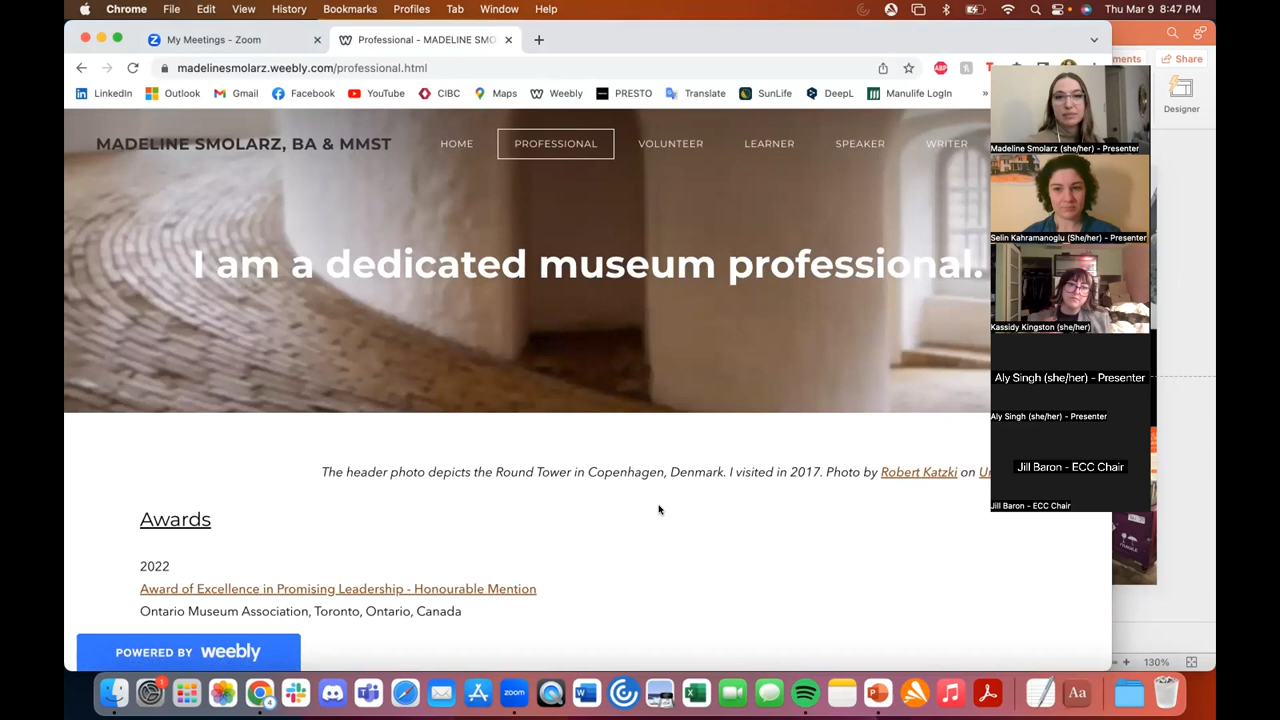 Chrome File Edit View History Bookmarks Profiles Tab Window Help
Thu Mar 9 8:47 PM
My Meetings - Zoom
Professional - MADELINE SMO
madelinesmolarz.weebly.com/professional.html
ments
Share
LinkedIn Outlook Gmail Facebook YouTube CIBC Maps Weebly PRESTO Translate SunLife DeepL Manulife LogIn »
Designer
MADELINE SMOLARZ, BA & MMST
HOME PROFESSIONAL VOLUNTEER LEARNER SPEAKER WRITER
Madeline Smolarz (she/her) - Presenter
Selin Kahramanoglu (She/her) - Presenter
I am a dedicated museum professional.
Kassidy Kingston (she/her)
Aly Singh (she/her) - Presenter
Aly Singh (she/her) - Presenter
Jill Baron - ECC Chair
Jill Baron - ECC Chair
The header photo depicts the Round Tower in Copenhagen, Denmark. I visited in 2017. Photo by Robert Katzki on
Awards
2022
Award of Excellence in Promising Leadership - Honourable Mention
Ontario Museum Association, Toronto, Ontario, Canada
POWERED BY weebly
130%
zoom
Aa